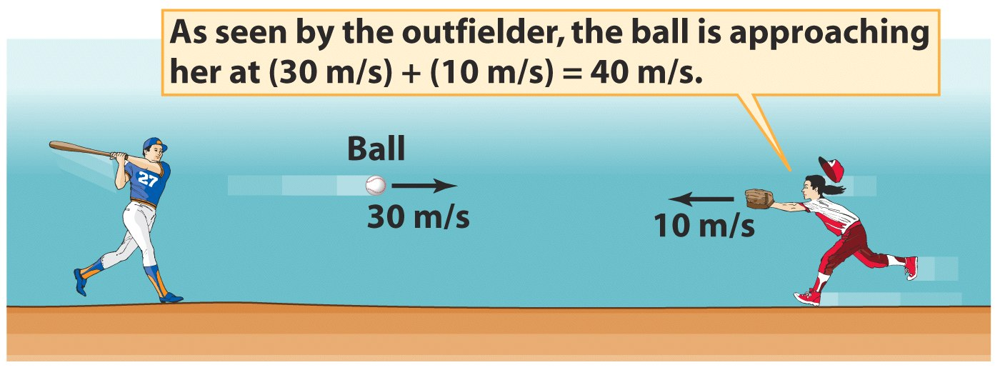 As seen by the outfielder, the ball is approaching
her at (30 m/s) + (10 m/s) = 40 m/s.
Ball
27
30 m/s
10 m/s